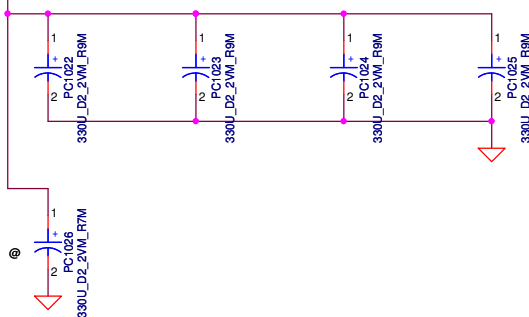 1
+
2
PC1022
330U_D2_2VM_R9M
1
+
2
PC1023
330U_D2_2VM_R9M
1
+
2
PC1024
330U_D2_2VM_R9M
1
+
2
PC1025
330U_D2_2VM_R9M
@
1
+
2
PC1026
330U_D2_2VM_R7M